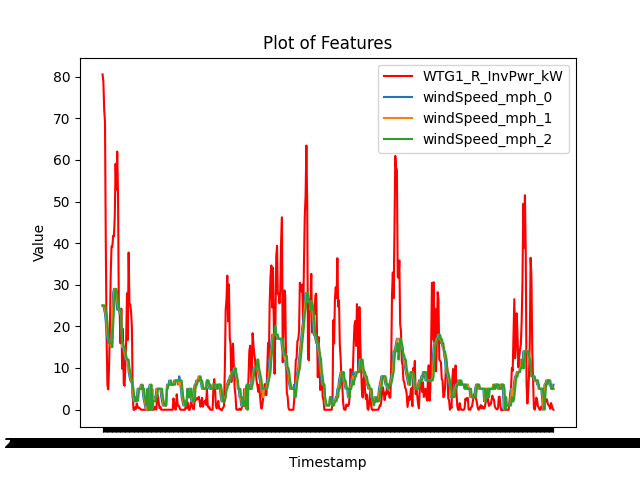 Plot of Features
WTG1_R_InvPwr_kW
windSpeed_mph_0
windSpeed_mph_1
windSpeed_mph_2
Value
80
70
60
50
40
30
20
10
0
Timestamp